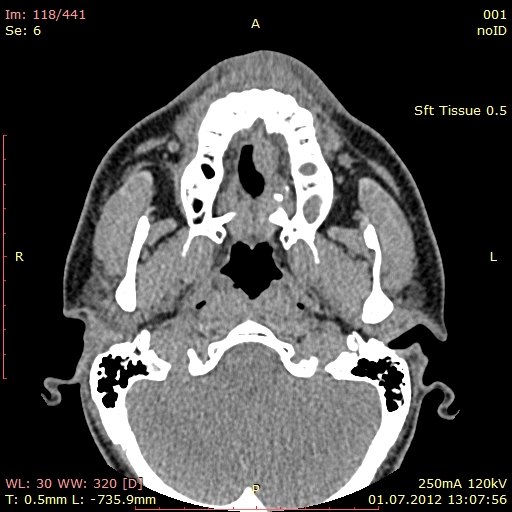 Im: 118/441
Se: 6
A
001
noID
Sft Tissue 0.5
R
L
WL: 30 WW: 320 [D]
T: 0.5mm L: -735.9mm
P
250mA 120kV
01.07.2012 13:07:56